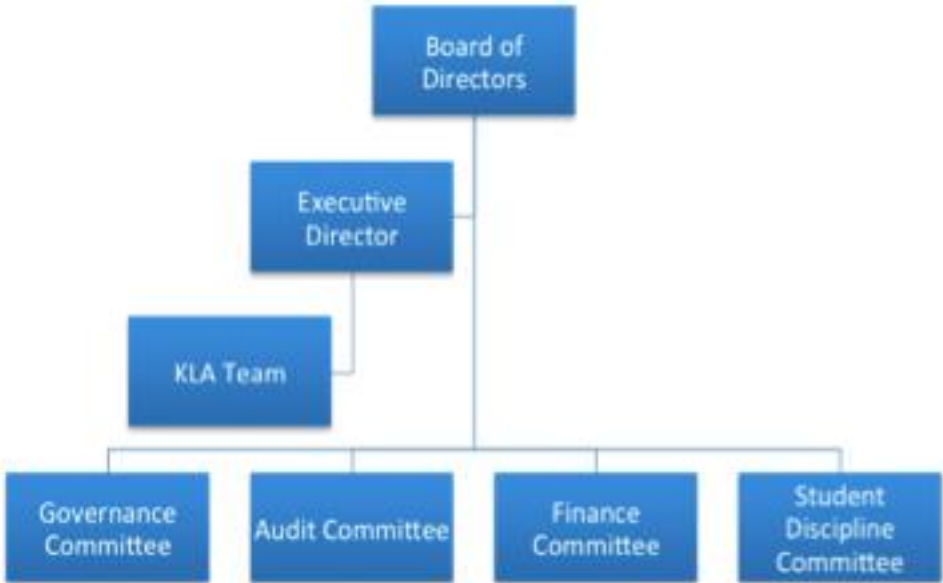 Board of
Directors
Executive
Director
KLA Team
Governance
Committee
Audit Committee
Finance
Committee
Student
Discipline
Committee